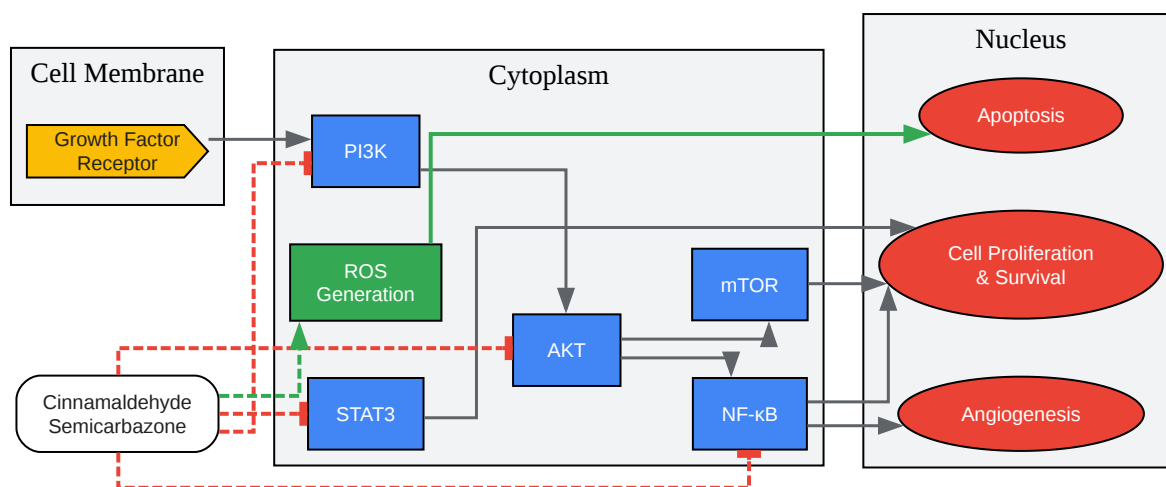 Cell Membrane
Growth Factor
Receptor
Cytoplasm
PI3K
ROS
Generation
mTOR
AKT
STAT3
NF-κB
Nucleus
Apoptosis
Cell Proliferation
& Survival
Angiogenesis
Cinnamaldehyde
Semicarbazone